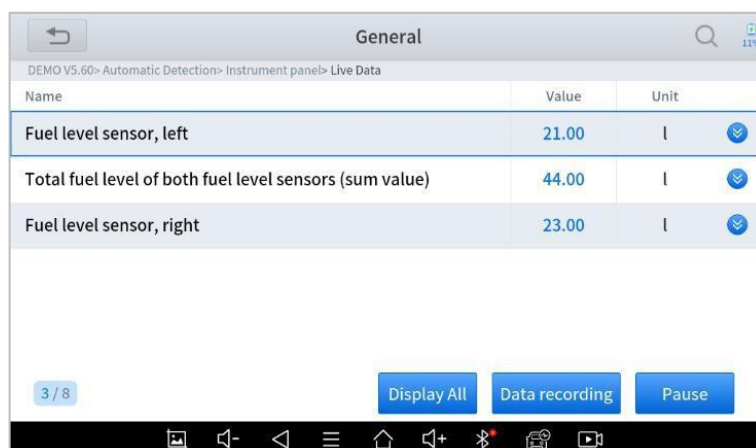 General
11%
DEMO V5.60> Automatic Detection> Instrument panel> Live Data
Name Value Unit
Fuel level sensor, left 21.00 l
Total fuel level of both fuel level sensors (sum value) 44.00 l
Fuel level sensor, right 23.00 l
3 / 8 Display All Data recording Pause